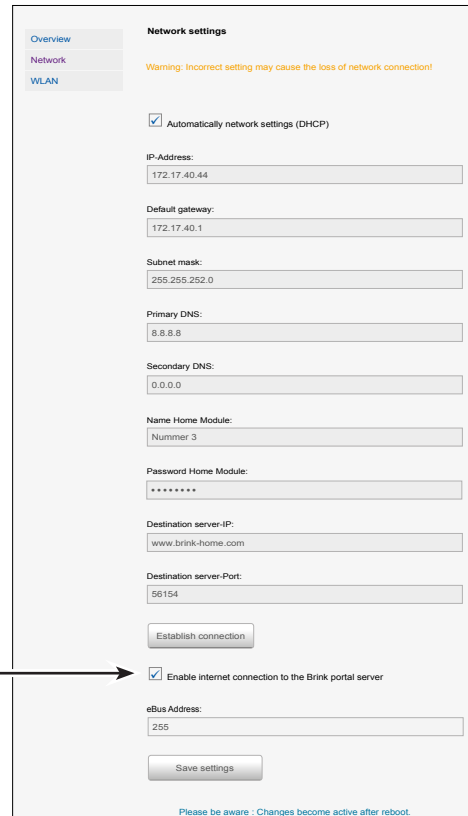 Overview
Network
WLAN
Network settings
Warning: Incorrect setting may cause the loss of network connection!
Automatically network settings (DHCP)
IP-Address:
172.17.40.44
Default gateway:
172.17.40.1
Subnet mask:
255.255.252.0
Primary DNS:
8.8.8.8
Secondary DNS:
0.0.0.0
Name Home Module:
Nummer 3
Password Home Module:
••••••••
Destination server-IP:
www.brink-home.com
Destination server-Port:
56154
Establish connection
Enable internet connection to the Brink portal server
eBus Address:
255
Save settings
Please be aware : Changes become active after reboot.